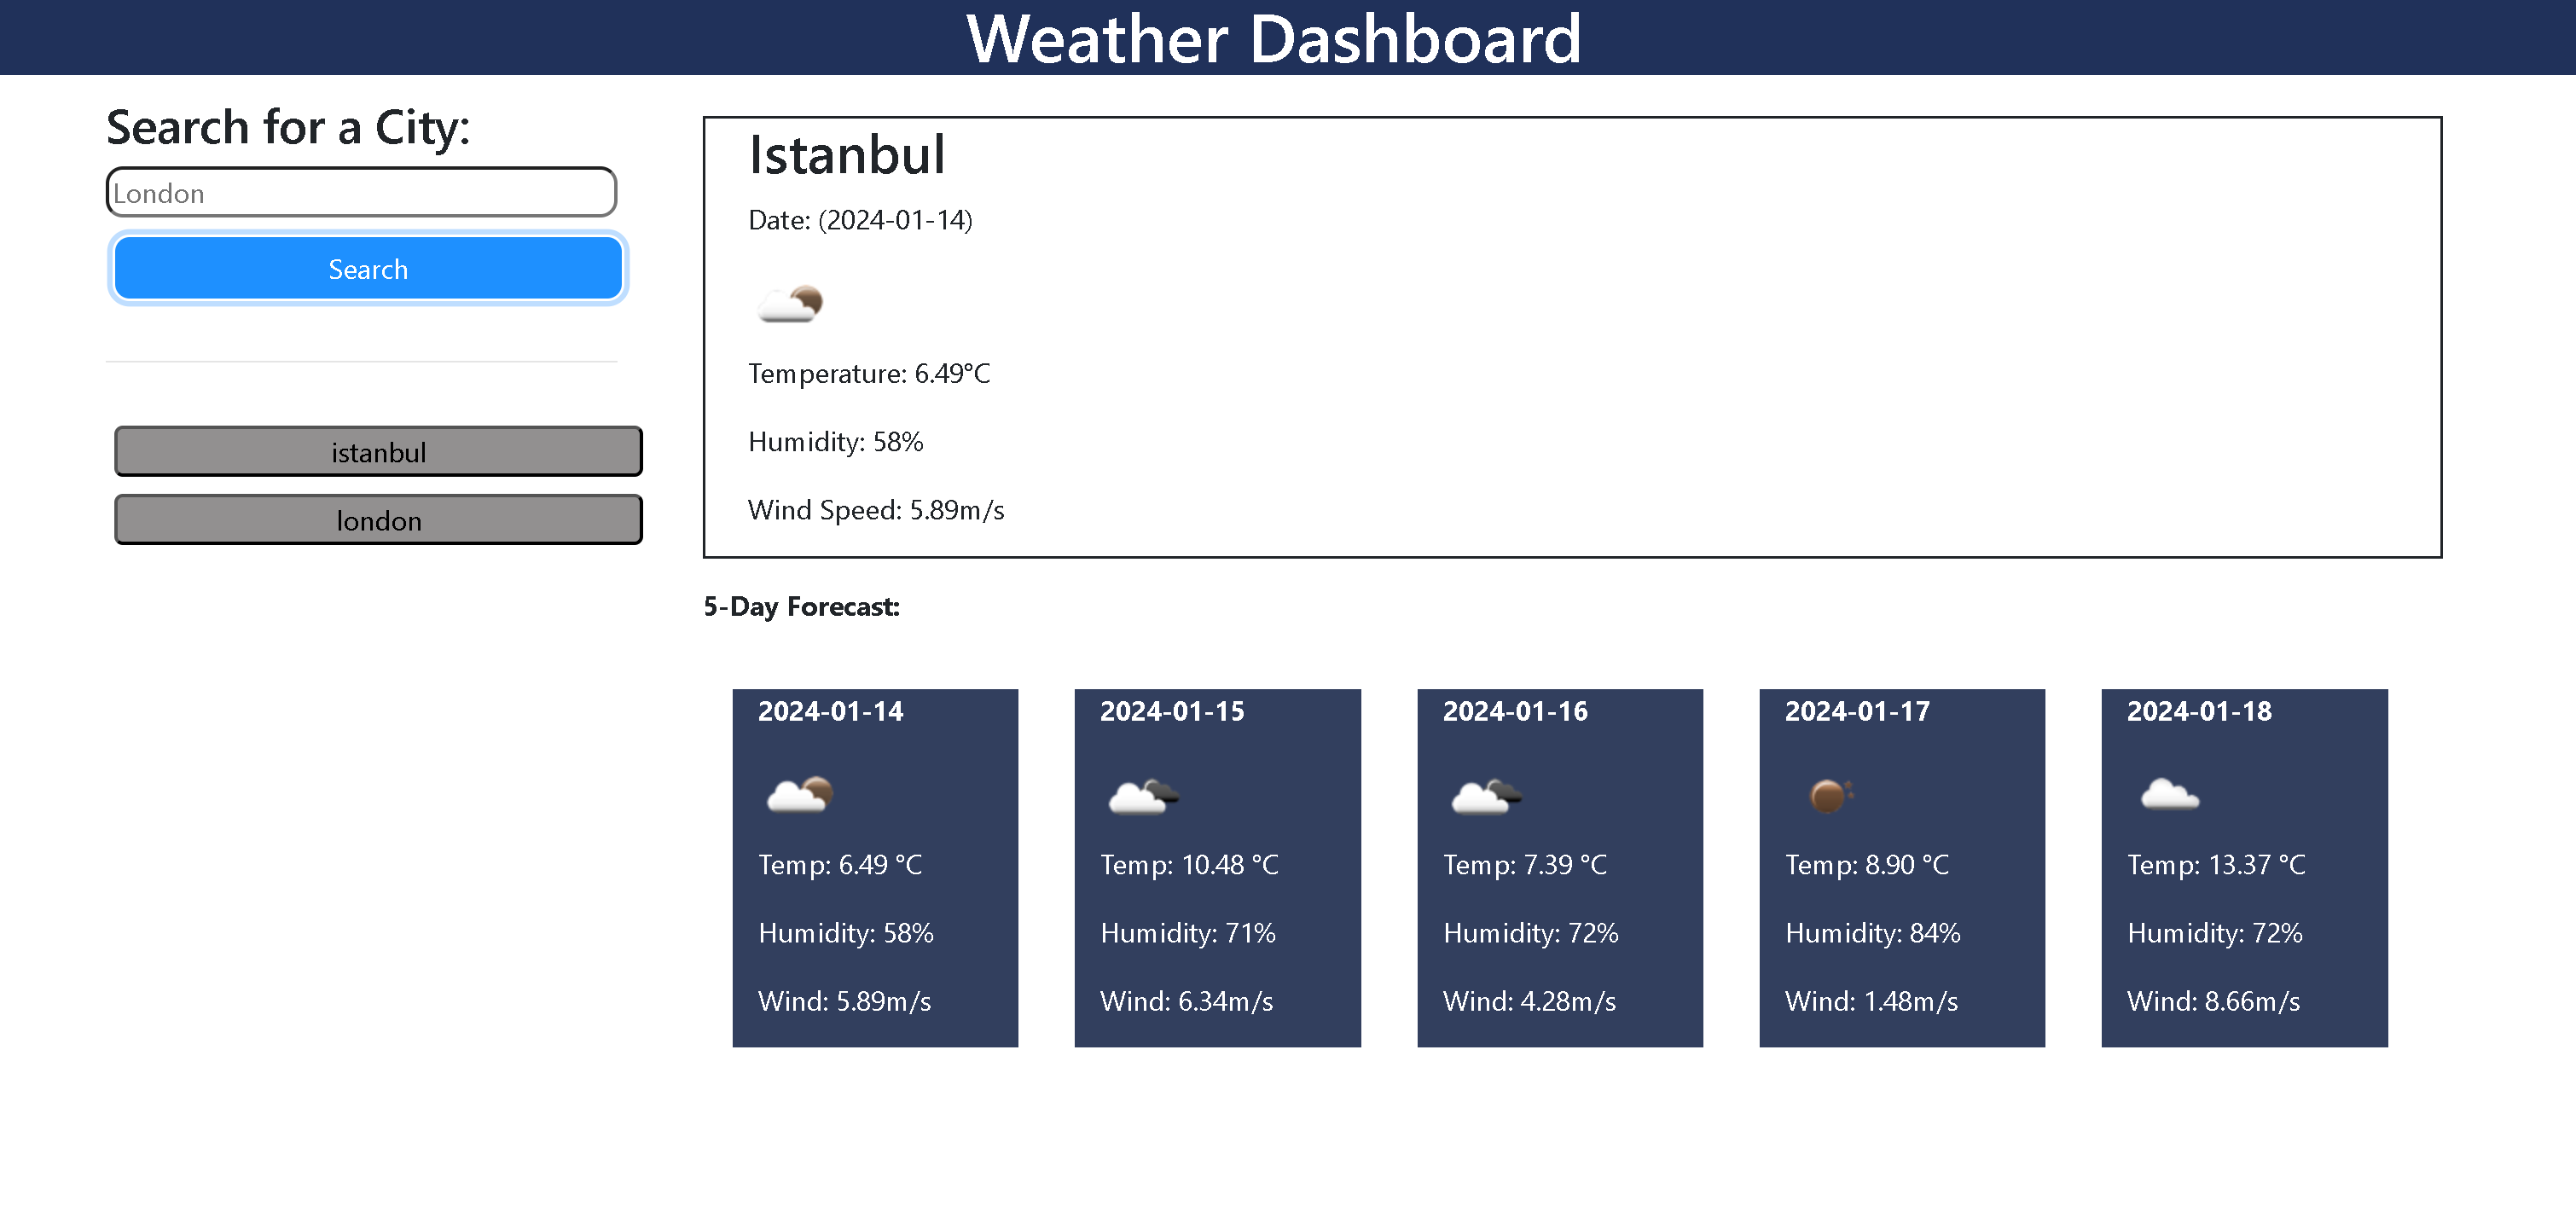 Weather Dashboard
Search for a City:
London
Search
istanbul
london
Istanbul
Date: (2024-01-14)
Temperature: 6.49°C
Humidity: 58%
Wind Speed: 5.89m/s
5-Day Forecast:
2024-01-14
Temp: 6.49 °C
Humidity: 58%
Wind: 5.89m/s
2024-01-15
Temp: 10.48 °C
Humidity: 71%
Wind: 6.34m/s
2024-01-16
Temp: 7.39 °C
Humidity: 72%
Wind: 4.28m/s
2024-01-17
Temp: 8.90 °C
Humidity: 84%
Wind: 1.48m/s
2024-01-18
Temp: 13.37 °C
Humidity: 72%
Wind: 8.66m/s